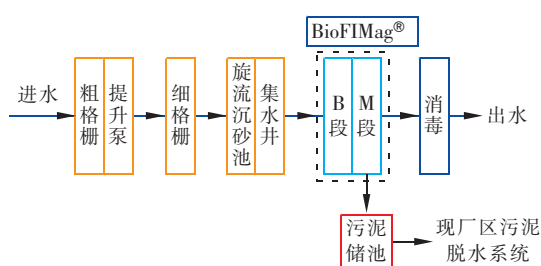 BioFIMag®
进水
粗格栅
提升泵
细格栅
旋流沉砂池
集水井
B段
M段
消毒
出水
污泥
储池
现厂区污泥
脱水系统